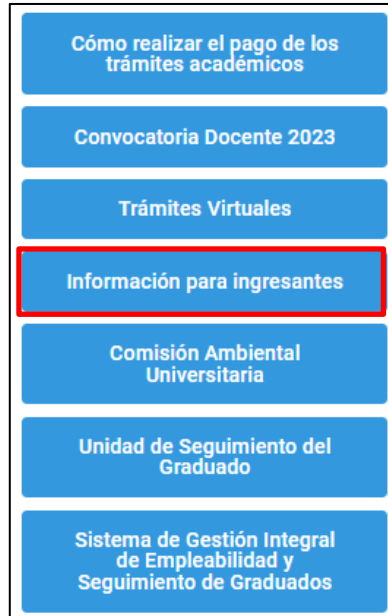 Cómo realizar el pago de los
trámites académicos
Convocatoria Docente 2023
Trámites Virtuales
Información para ingresantes
Comisión Ambiental
Universitaria
Unidad de Seguimiento del
Graduado
Sistema de Gestión Integral
de Empleabilidad y
Seguimiento de Graduados